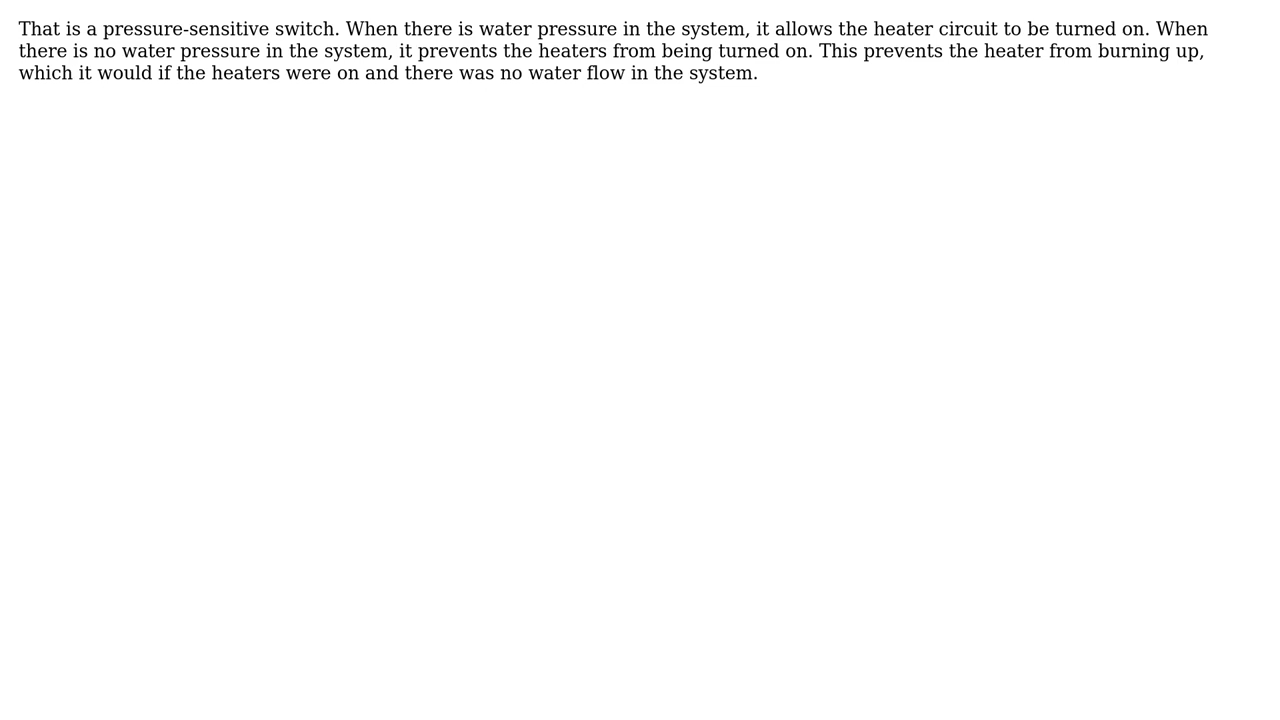 That is a pressure-sensitive switch. When there is water pressure in the system, it allows the heater circuit to be turned on. When
there is no water pressure in the system, it prevents the heaters from being turned on. This prevents the heater from burning up,
which it would if the heaters were on and there was no water flow in the system.